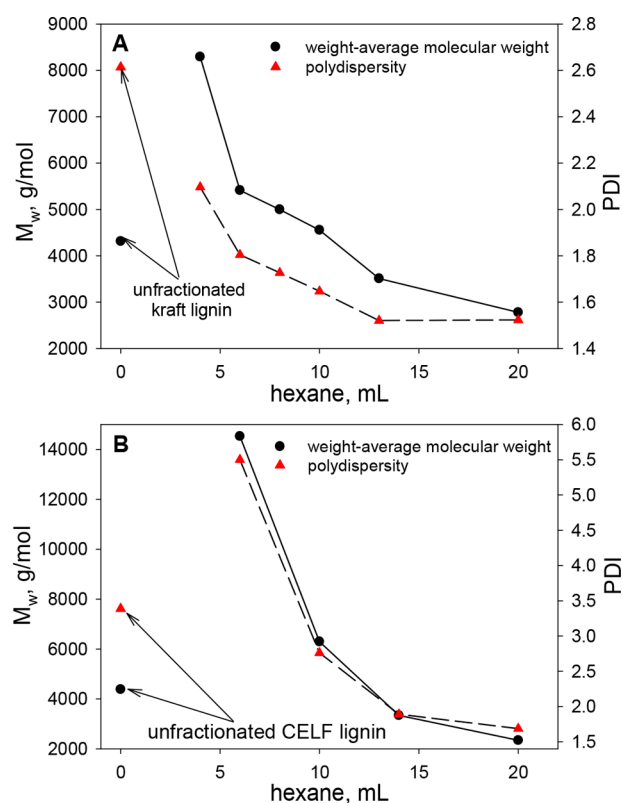 A
weight-average molecular weight
polydispersity
unfractionated
kraft lignin
Mw, g/mol
9000
8000
7000
6000
5000
4000
3000
2000
PDI
2.8
2.6
2.4
2.2
2.0
1.8
1.6
1.4
0 5 10 15 20
hexane, mL
B
weight-average molecular weight
polydispersity
unfractionated CELF lignin
Mw, g/mol
14000
12000
10000
8000
6000
4000
2000
PDI
6.0
5.5
5.0
4.5
4.0
3.5
3.0
2.5
2.0
1.5
0 5 10 15 20
hexane, mL